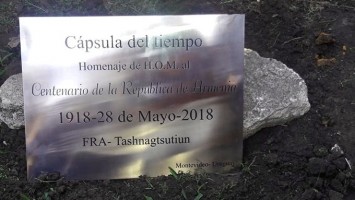 Cápsula del tiempo
Homenaje de H.O.M. al
Centenario de la República de Armenia
1918-28 de Mayo-2018
FRA- Tashnagtsutiun
Montevideo-